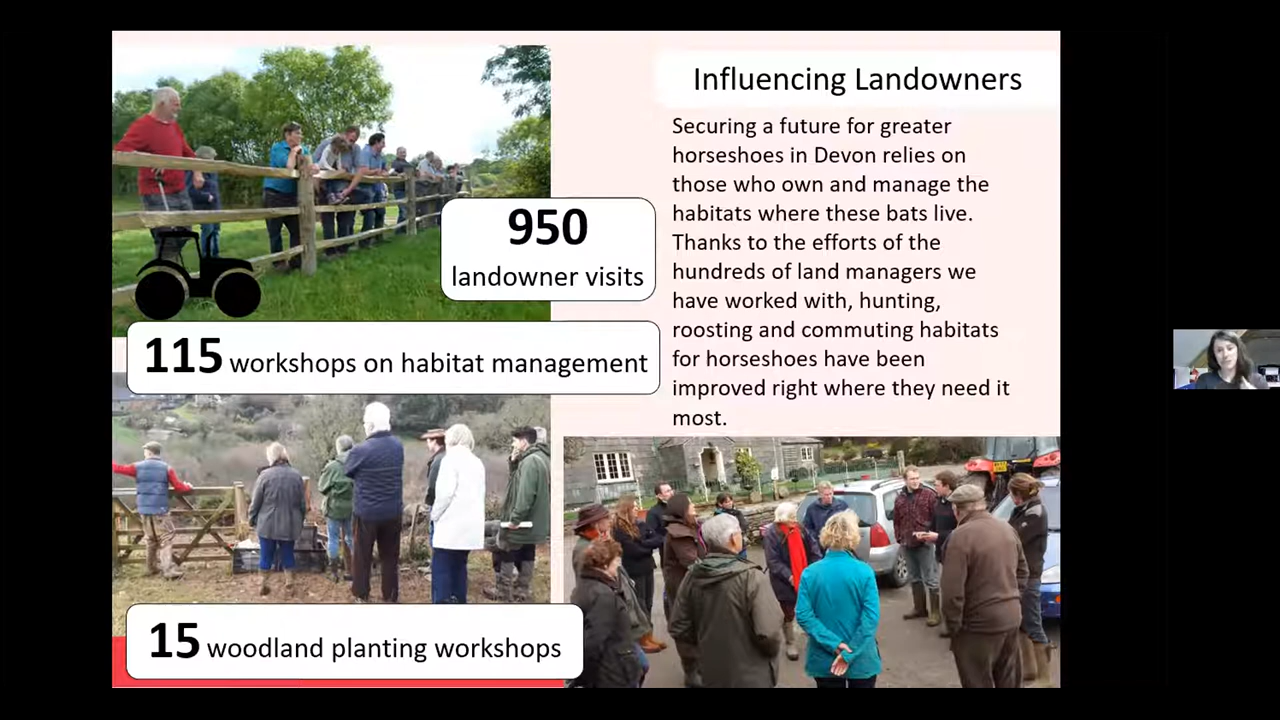 Influencing Landowners
Securing a future for greater
horseshoes in Devon relies on
those who own and manage the
habitats where these bats live.
Thanks to the efforts of the
hundreds of land managers we
have worked with, hunting,
roosting and commuting habitats
for horseshoes have been
improved right where they need it
most.
950
landowner visits
115 workshops on habitat management
15 woodland planting workshops